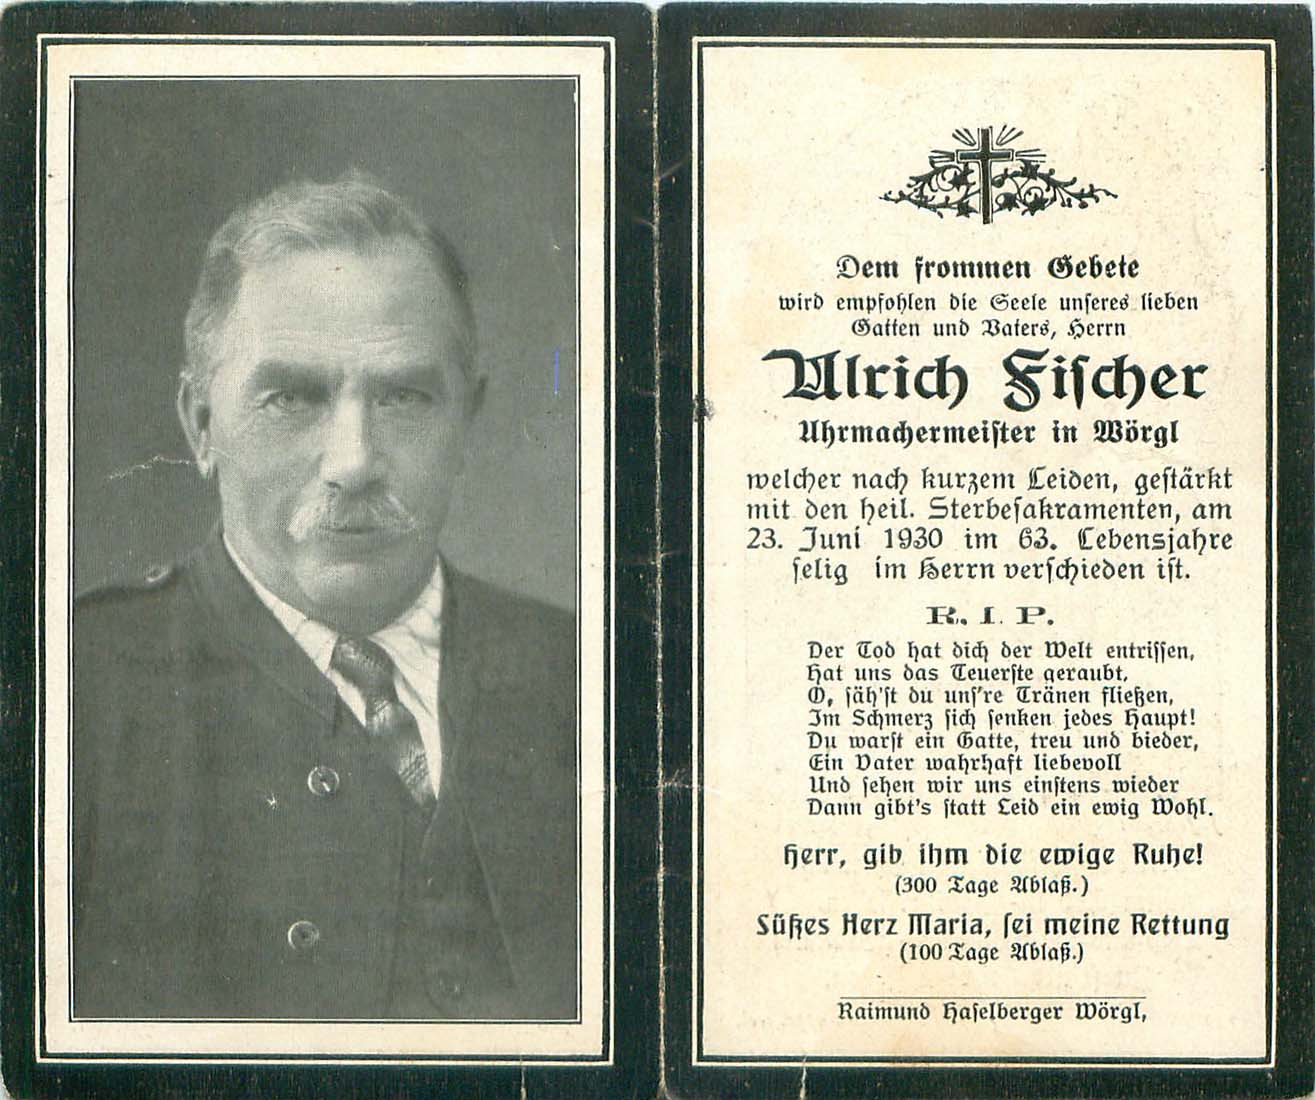 Dem frommen Gebete
wird empfohlen die Seele unseres lieben
Gatten und Vaters, Herrn
Ulrich Fischer
Uhrmachermeister in Wörgl
welcher nach kurzem Leiden, gestärkt
mit den heil. Sterbesakramenten, am
23. Juni 1930 im 63. Lebensjahre
selig im Herrn verschieden ist.
R. I. P.
Der Tod hat dich der Welt entrissen,
Hat uns das Teuerste geraubt,
O, säh'st du uns're Tränen fließen,
Im Schmerz sich senken jedes Haupt!
Du warst ein Gatte, treu und bieder,
Ein Vater wahrhaft liebevoll
Und sehen wir uns einstens wieder
Dann gibt's statt Leid ein ewig Wohl.
Herr, gib ihm die ewige Ruhe!
(300 Tage Ablaß.)
Süßes Herz Maria, sei meine Rettung
(100 Tage Ablaß.)
Raimund Haselberger Wörgl,